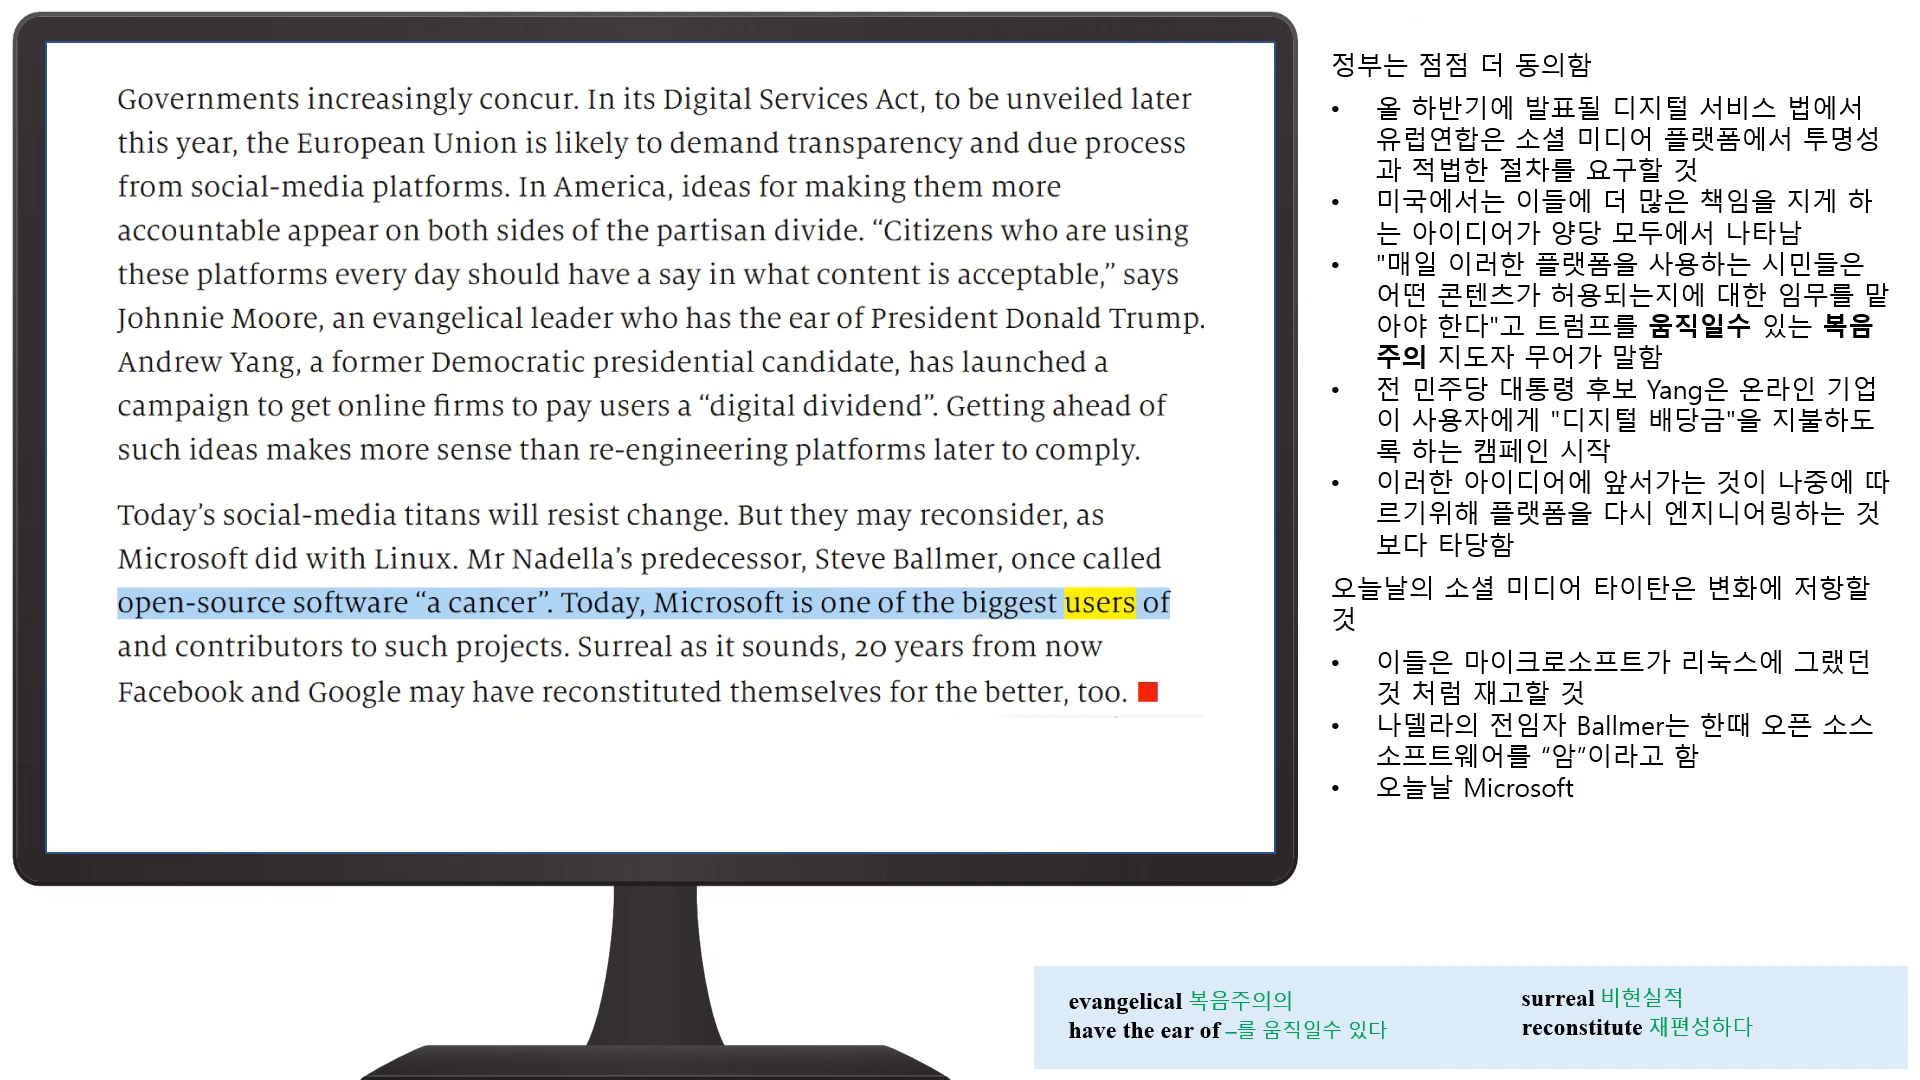 Governments increasingly concur. In its Digital Services Act, to be unveiled later
this year, the European Union is likely to demand transparency and due process
from social-media platforms. In America, ideas for making them more
accountable appear on both sides of the partisan divide. “Citizens who are using
these platforms every day should have a say in what content is acceptable,” says
Johnnie Moore, an evangelical leader who has the ear of President Donald Trump.
Andrew Yang, a former Democratic presidential candidate, has launched a
campaign to get online firms to pay users a “digital dividend”. Getting ahead of
such ideas makes more sense than re-engineering platforms later to comply.
Today’s social-media titans will resist change. But they may reconsider, as
Microsoft did with Linux. Mr Nadella’s predecessor, Steve Ballmer, once called
open-source software “a cancer”. Today, Microsoft is one of the biggest users of
and contributors to such projects. Surreal as it sounds, 20 years from now
Facebook and Google may have reconstituted themselves for the better, too.
정부는 점점 더 동의함
• 올 하반기에 발표될 디지털 서비스 법에서
유럽연합은 소셜 미디어 플랫폼에서 투명성
과 적법한 절차를 요구할 것
• 미국에서는 이들에 더 많은 책임을 지게 하
는 아이디어가 양당 모두에서 나타남
• "매일 이러한 플랫폼을 사용하는 시민들은
어떤 콘텐츠가 허용되는지에 대한 임무를 맡
아야 한다"고 트럼프를 움직일수 있는 복음
주의 지도자 무어가 말함
• 전 민주당 대통령 후보 Yang은 온라인 기업
이 사용자에게 "디지털 배당금"을 지불하도
록 하는 캠페인 시작
• 이러한 아이디어에 앞서가는 것이 나중에 따
르기위해 플랫폼을 다시 엔지니어링하는 것
보다 타당함
오늘날의 소셜 미디어 타이탄은 변화에 저항할
것
• 이들은 마이크로소프트가 리눅스에 그랬던
것 처럼 재고할 것
• 나델라의 전임자 Ballmer는 한때 오픈 소스
소프트웨어를 “암”이라고 함
• 오늘날 Microsoft
evangelical 복음주의의
have the ear of –를 움직일수 있다
surreal 비현실적
reconstitute 재편성하다